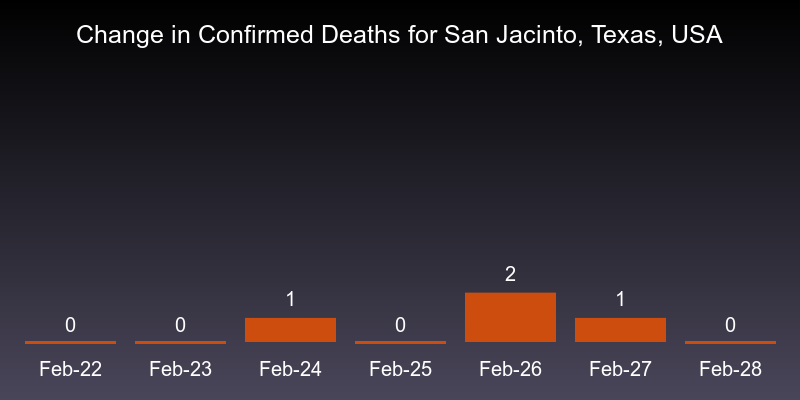 Change in Confirmed Deaths for San Jacinto, Texas, USA
0 0 1 0 2 1 0
Feb-22 Feb-23 Feb-24 Feb-25 Feb-26 Feb-27 Feb-28